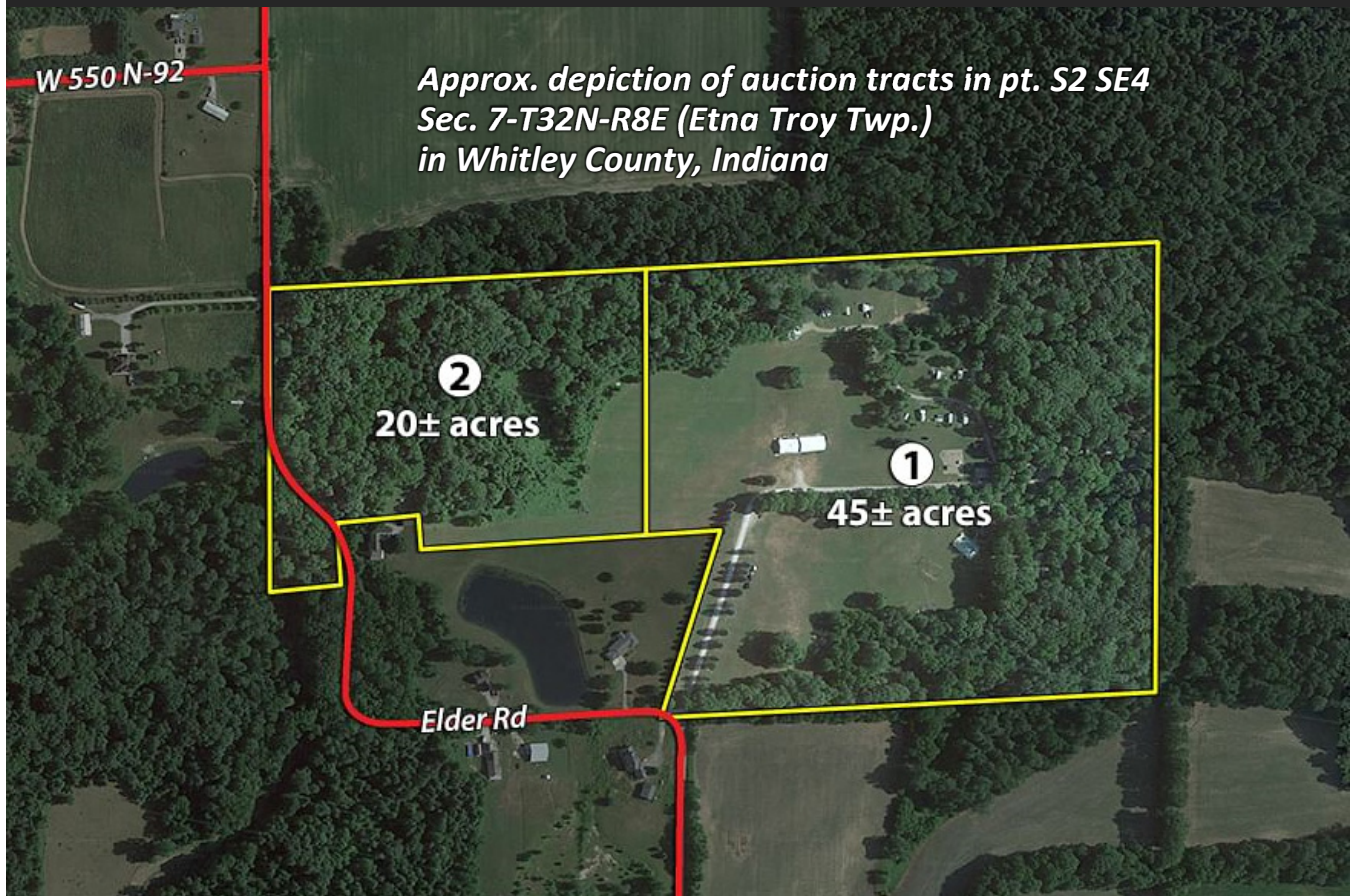 W 550 N-92
Approx. depiction of auction tracts in pt. S2 SE4
Sec. 7-T32N-R8E (Etna Troy Twp.)
in Whitley County, Indiana
2
20± acres
1
45± acres
Elder Rd